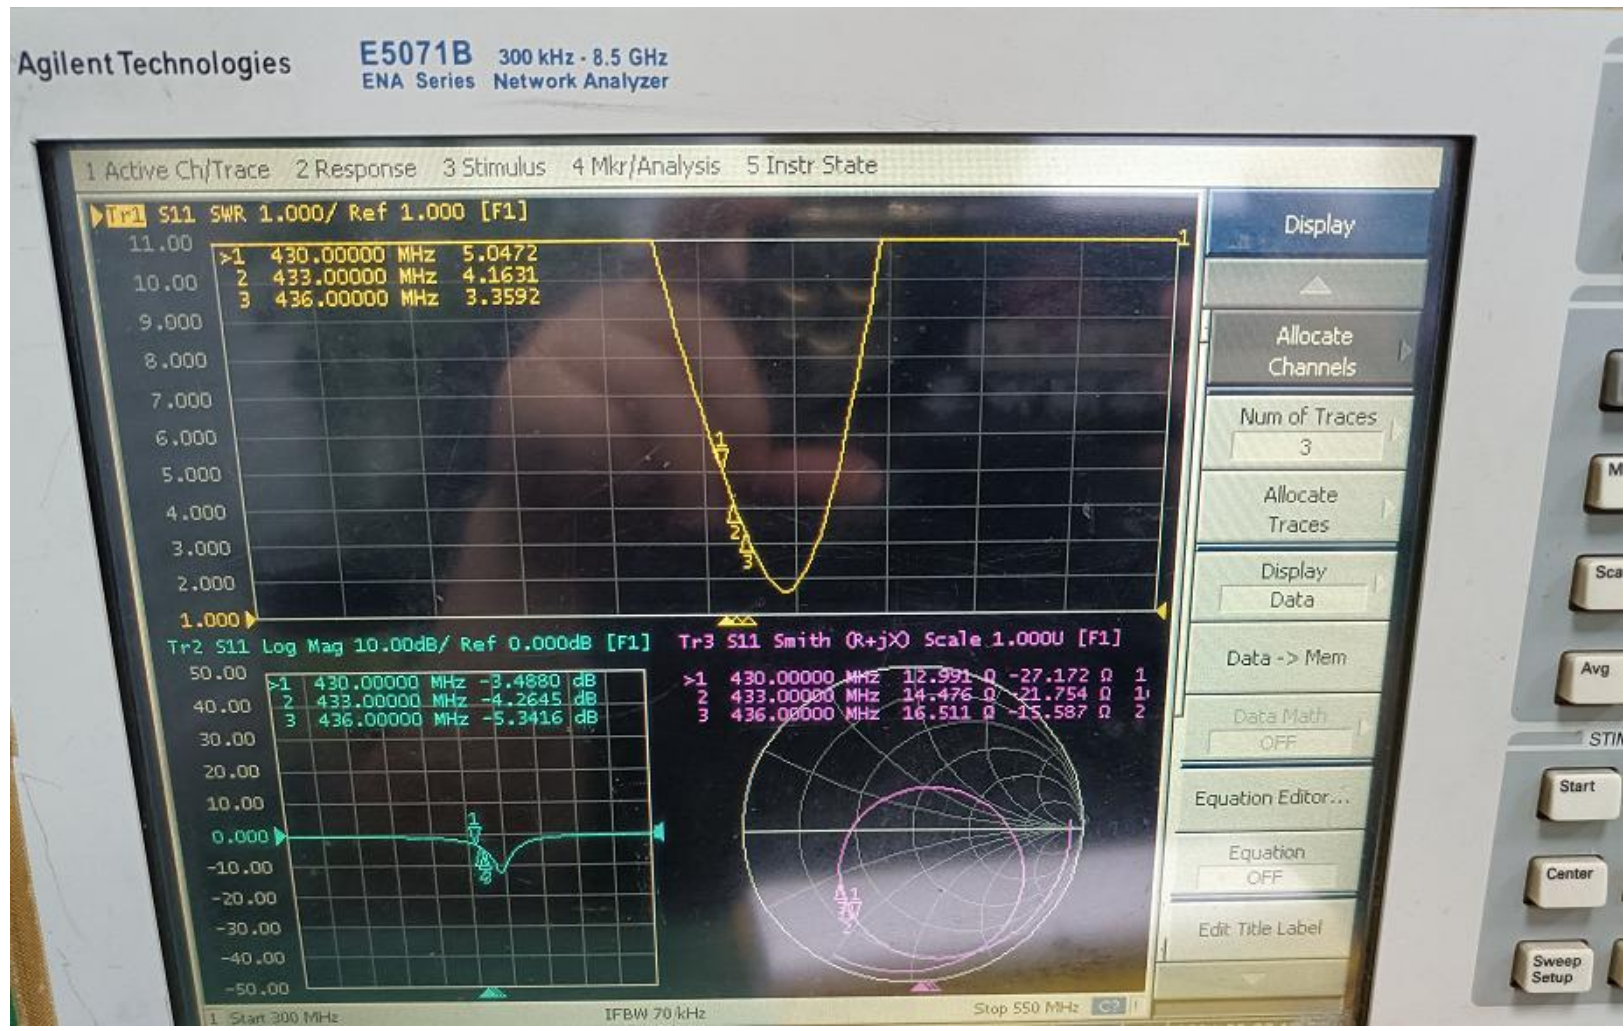 Agilent Technologies
E5071B 300 kHz - 8.5 GHz
ENA Series Network Analyzer
1 Active Ch/Trace 2 Response 3 Stimulus 4 Mkr/Analysis 5 Instr State
Tr1 S11 SWR 1.000/ Ref 1.000 [F1]
11.00
10.00
9.000
8.000
7.000
6.000
5.000
4.000
3.000
2.000
1.000
>1 430.00000 MHz 5.0472
2 433.00000 MHz 4.1631
3 436.00000 MHz 3.3592
1
1
2
3
Tr2 S11 Log Mag 10.00dB/ Ref 0.000dB [F1]
50.00
40.00
30.00
20.00
10.00
0.000
-10.00
-20.00
-30.00
-40.00
-50.00
>1 430.00000 MHz -3.4880 dB
2 433.00000 MHz -4.2645 dB
3 436.00000 MHz -5.3416 dB
1
Tr3 S11 Smith (R+jX) Scale 1.000U [F1]
>1 430.00000 MHz 12.991 Ω -27.172 Ω 1
2 433.00000 MHz 14.476 Ω -21.754 Ω
3 436.00000 MHz 16.511 Ω -15.587 Ω 2
1 Start 300 MHz
IFBW 70 kHz
Stop 550 MHz C?
Display
Allocate
Channels
Num of Traces
3
Allocate
Traces
Display
Data
Data -> Mem
Data Math
OFF
Equation Editor...
Equation
OFF
Edit Title Label
Avg
Start
Center
Sweep
Setup